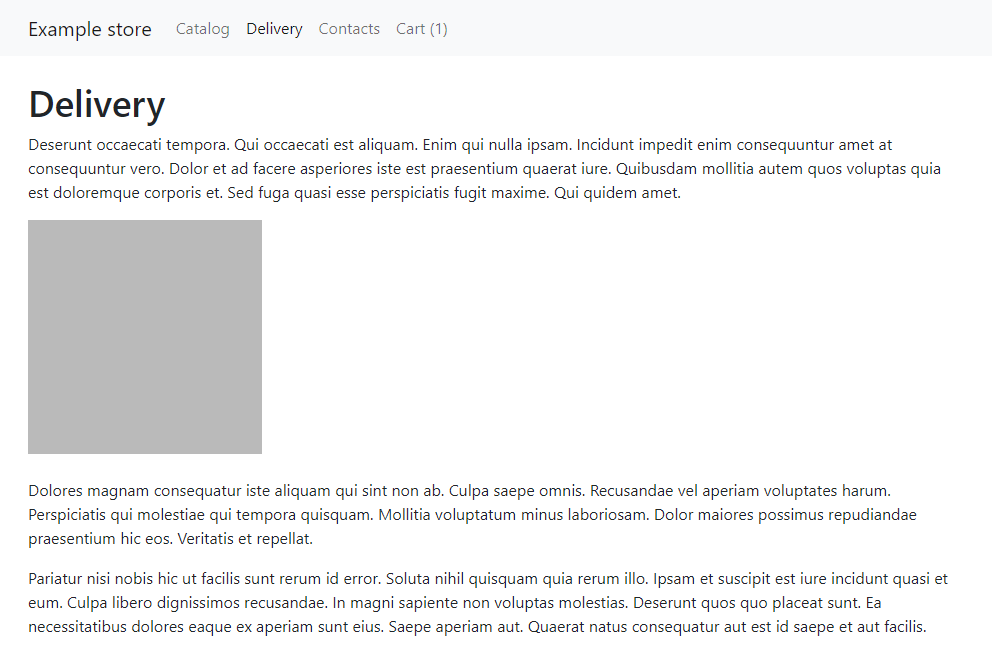 Example store Catalog Delivery Contacts Cart (1)
Delivery
Deserunt occaecati tempora. Qui occaecati est aliquam. Enim qui nulla ipsam. Incidunt impedit enim consequuntur amet at
consequuntur vero. Dolor et ad facere asperiores iste est praesentium quaerat iure. Quibusdam mollitia autem quos voluptas quia
est doloremque corporis et. Sed fuga quasi esse perspiciatis fugit maxime. Qui quidem amet.
Dolores magnam consequatur iste aliquam qui sint non ab. Culpa saepe omnis. Recusandae vel aperiam voluptates harum.
Perspiciatis qui molestiae qui tempora quisquam. Mollitia voluptatum minus laboriosam. Dolor maiores possimus repudiandae
praesentium hic eos. Veritatis et repellat.
Pariatur nisi nobis hic ut facilis sunt rerum id error. Soluta nihil quisquam quia rerum illo. Ipsam et suscipit est iure incidunt quasi et
eum. Culpa libero dignissimos recusandae. In magni sapiente non voluptas molestias. Deserunt quos quo placeat sunt. Ea
necessitatibus dolores eaque ex aperiam sunt eius. Saepe aperiam aut. Quaerat natus consequatur aut est id saepe et aut facilis.